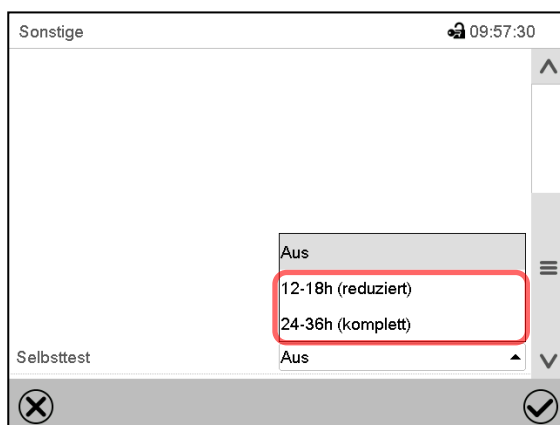 Sonstige 09:57:30
Aus
12-18h (reduziert)
24-36h (komplett)
Selbsttest Aus